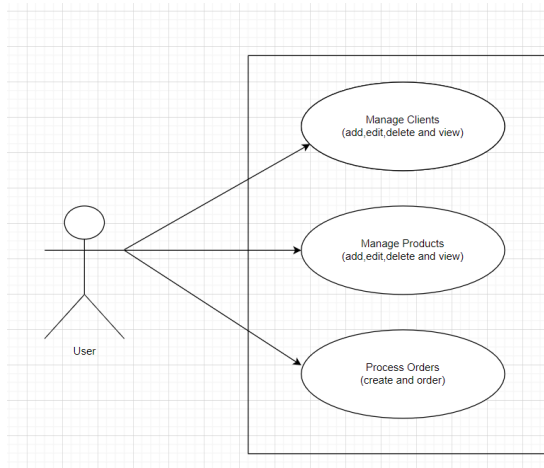 Manage Clients
(add,edit,delete and view)
Manage Products
(add,edit,delete and view)
User
Process Orders
(create and order)